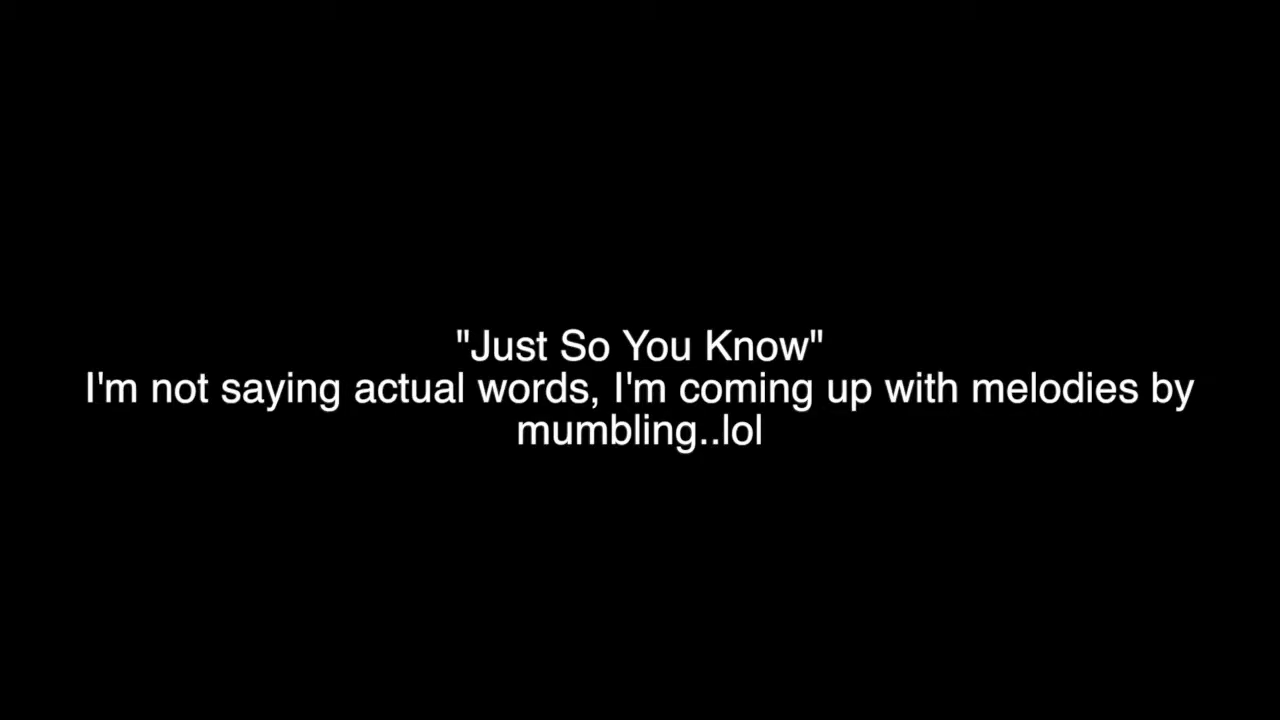 "Just So You Know"
I'm not saying actual words, I'm coming up with melodies by
mumbling..lol